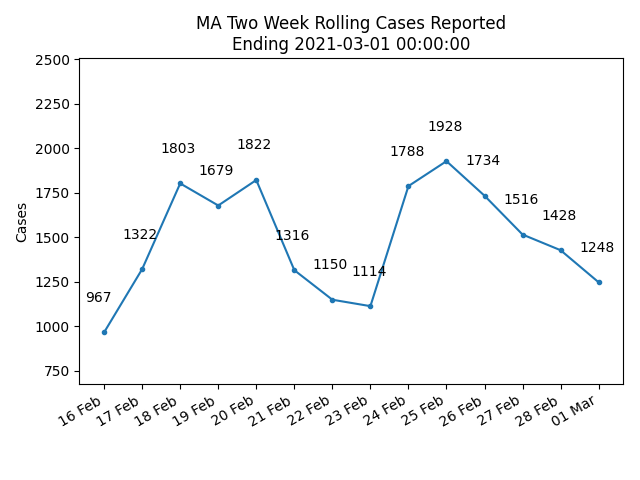 MA Two Week Rolling Cases Reported
Ending 2021-03-01 00:00:00
2500
2250
2000
1750
1500
1250
1000
750
Cases
967
1322
1803
1679
1822
1316
1150
1114
1788
1928
1734
1516
1428
1248
16 Feb
17 Feb
18 Feb
19 Feb
20 Feb
21 Feb
22 Feb
23 Feb
24 Feb
25 Feb
26 Feb
27 Feb
28 Feb
01 Mar